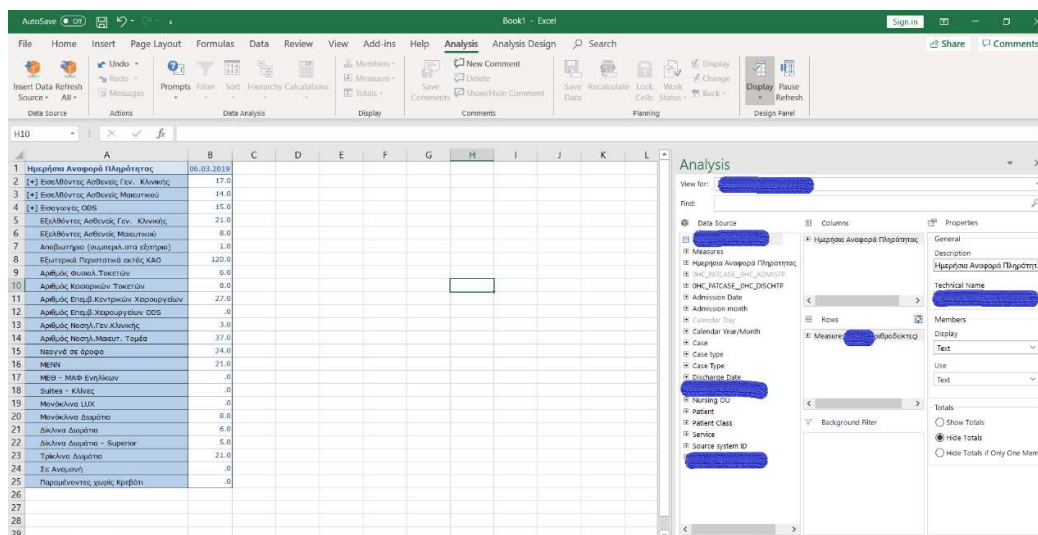 AutoSave Off Book1 - Excel Sign in
File Home Insert Page Layout Formulas Data Review View Add-ins Help Analysis Analysis Design Search Share Comments
Insert Data Source Refresh All Undo Redo Messages Prompts Filter Sort Hierarchy Calculations Members Measures Totals Save Comments New Comment Delete Show/Hide Comment Save Data Recalculate Lock Cells Work Status Display Change Back Display Pause Refresh
Data Source Actions Data Analysis Display Comments Planning Design Panel
H10 fx
A B C D E F G H I J K L
1 Ημερήσια Αναφορά Πληρότητας 06.03.2019
2 [+] Εισελθόντες Ασθενείς Γεν. Κλινικής 17.0
3 [+] Εισελθόντες Ασθενείς Μαιευτικού 14.0
4 [+] Εισαγωγές ODS 15.0
5 Εξελθόντες Ασθενείς Γεν. Κλινικής 21.0
6 Εξελθόντες Ασθενείς Μαιευτικού 8.0
7 Αποβιωτήρια (συμπεριλ.στα εξιτήρια) 1.0
8 Εξωτερικά Περιστατικά εκτός ΚΑΟ 120.0
9 Αριθμός Φυσιολ.Τοκετών 6.0
10 Αριθμός Καισαρικών Τοκετών 8.0
11 Αριθμός Επεμβ.Κεντρικών Χειρουργείων 27.0
12 Αριθμός Επεμβ.Χειρουργείων ODS .0
13 Αριθμός Νοσηλ.Γεν.Κλινικής 3.0
14 Αριθμός Νοσηλ.Μαιευτ. Τομέα 37.0
15 Νεογνά σε όροφο 24.0
16 ΜΕΝΝ 21.0
17 ΜΕΘ - ΜΑΦ Ενηλίκων .0
18 Suites - Κλίνες .0
19 Μονόκλινα LUX .0
20 Μονόκλινα Δωμάτια 8.0
21 Δίκλινα Δωμάτια 6.0
22 Δίκλινα Δωμάτια - Superior 5.0
23 Τρίκλινα Δωμάτια 21.0
24 Σε Αναμονή .0
25 Παραμένοντες χωρίς Κρεβάτι .0
26
27
28
29
Analysis
View for:
Find:
Data Source
Measures
Ημερήσια Αναφορά Πληρότητας
0HC_PATCASE_0HC_ADMISTP
0HC_PATCASE_0HC_DISCHTP
Admission Date
Admission month
Calendar Day
Calendar Year/Month
Case
Case type
Case Type
Discharge Date
Nursing OU
Patient
Patient Class
Service
Source system ID
Columns
Ημερήσια Αναφορά Πληρότητας
Rows
Measures
Background Filter
Properties
General
Description
Ημερήσια Αναφορά Πληρότητ
Technical Name
Members
Display
Text
Use
Text
Totals
Show Totals
Hide Totals
Hide Totals if Only One Mem